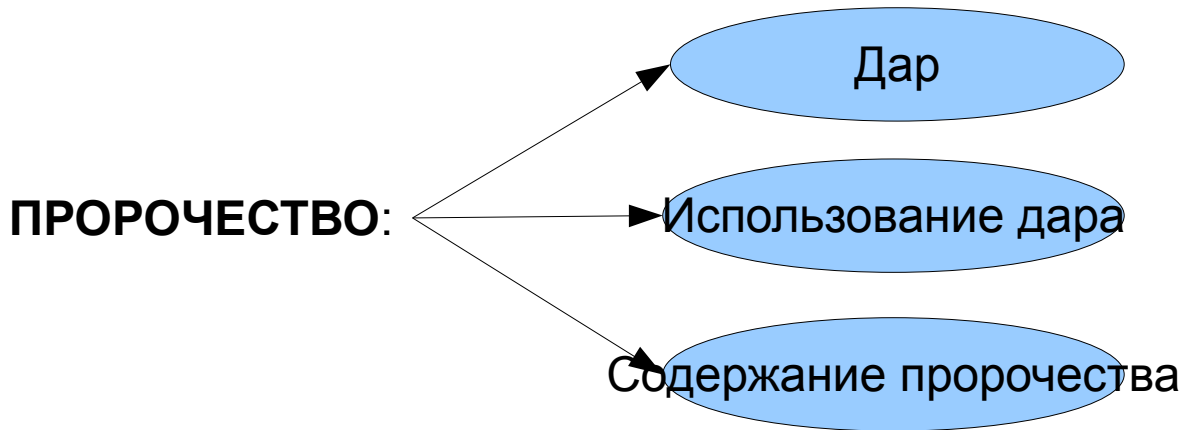 Дар
ПРОРОЧЕСТВО:
Использование дара
Содержание пророчества